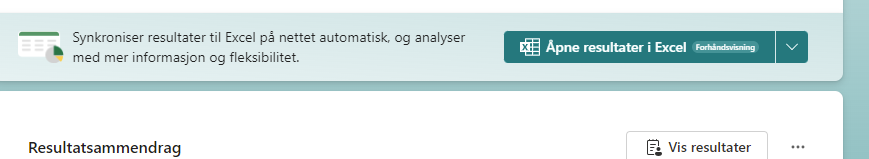 Synkroniser resultater til Excel på nettet automatisk, og analyser
med mer informasjon og fleksibilitet.
Åpne resultater i Excel Forhåndsvisning
Resultatsammendrag
Vis resultater